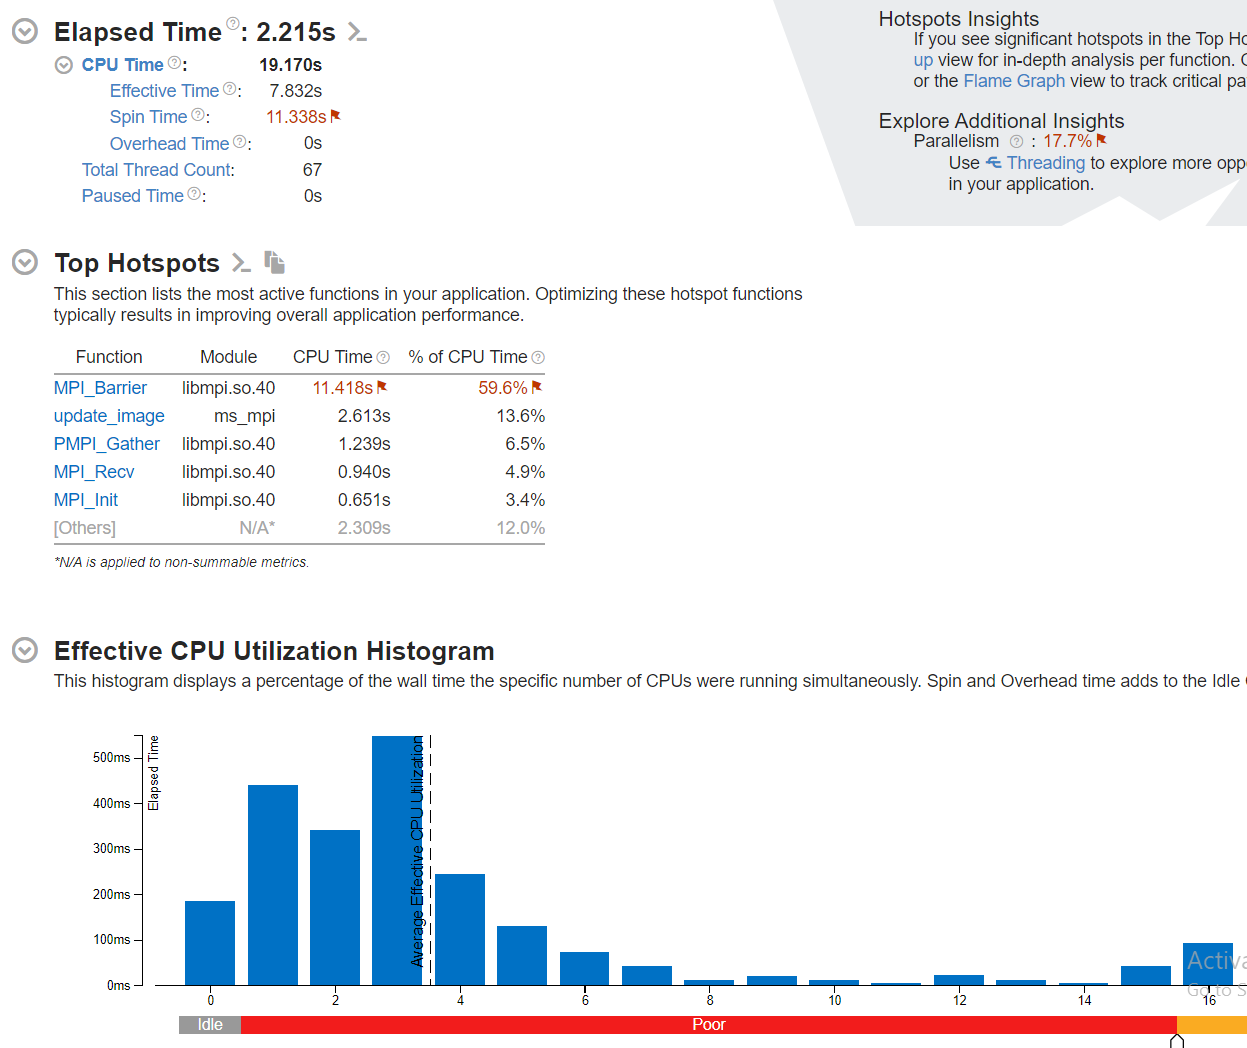 Elapsed Time ? : 2.215s
CPU Time ? : 19.170s
Effective Time ? : 7.832s
Spin Time ? : 11.338s
Overhead Time ? : 0s
Total Thread Count: 67
Paused Time ? : 0s
Hotspots Insights
If you see significant hotspots in the Top
up view for in-depth analysis per function.
or the Flame Graph view to track critical
Explore Additional Insights
Parallelism ? : 17.7%
Use Threading to explore more
in your application.
Top Hotspots
This section lists the most active functions in your application. Optimizing these hotspot functions
typically results in improving overall application performance.
Function Module CPU Time ? % of CPU Time ?
MPI_Barrier libmpi.so.40 11.418s 59.6%
update_image ms_mpi 2.613s 13.6%
PMPI_Gather libmpi.so.40 1.239s 6.5%
MPI_Recv libmpi.so.40 0.940s 4.9%
MPI_Init libmpi.so.40 0.651s 3.4%
[Others] N/A* 2.309s 12.0%
*N/A is applied to non-summable metrics.
Effective CPU Utilization Histogram
This histogram displays a percentage of the wall time the specific number of CPUs were running simultaneously. Spin and Overhead time adds to the Idle
Elapsed Time
500ms
400ms
300ms
200ms
100ms
0ms
Average Effective CPU Utilization
0 2 4 6 8 10 12 14 16
Idle Poor
Go to